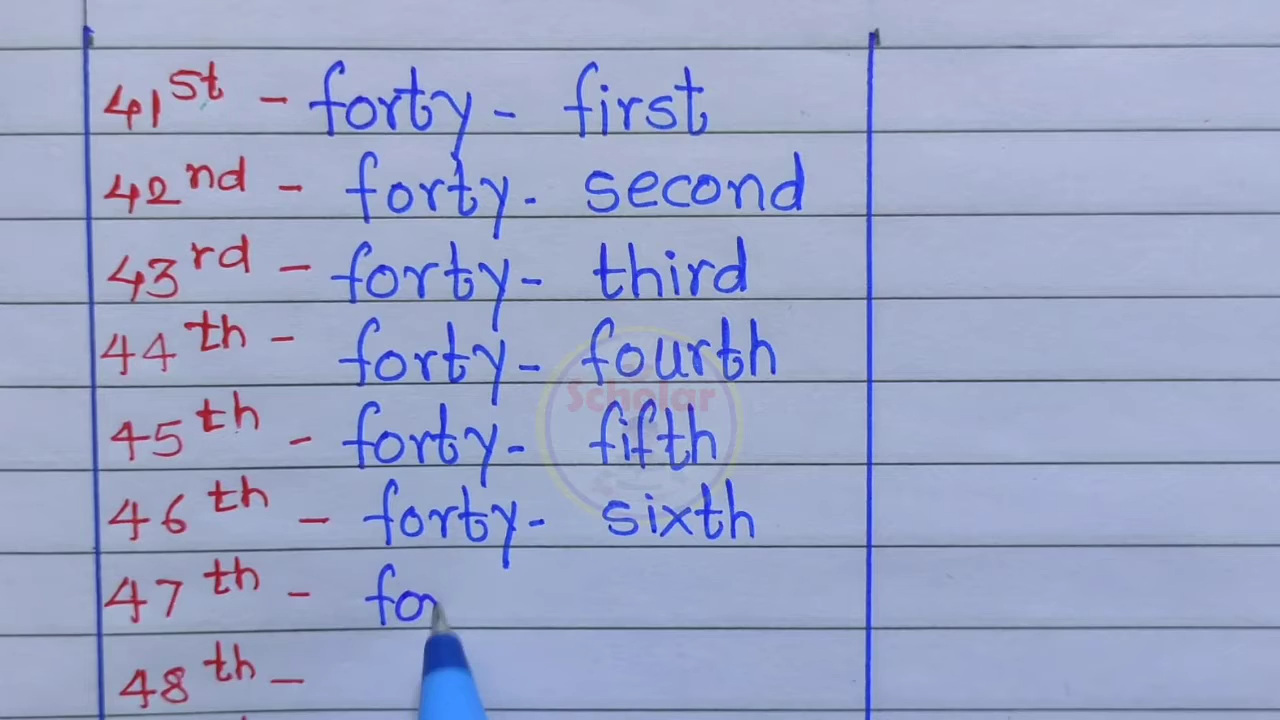 41st - forty - first
42nd - forty - second
43rd - forty - third
44th - forty - fourth
Scholar
45th - forty - fifth
46th - forty - sixth
47th - for
48th -